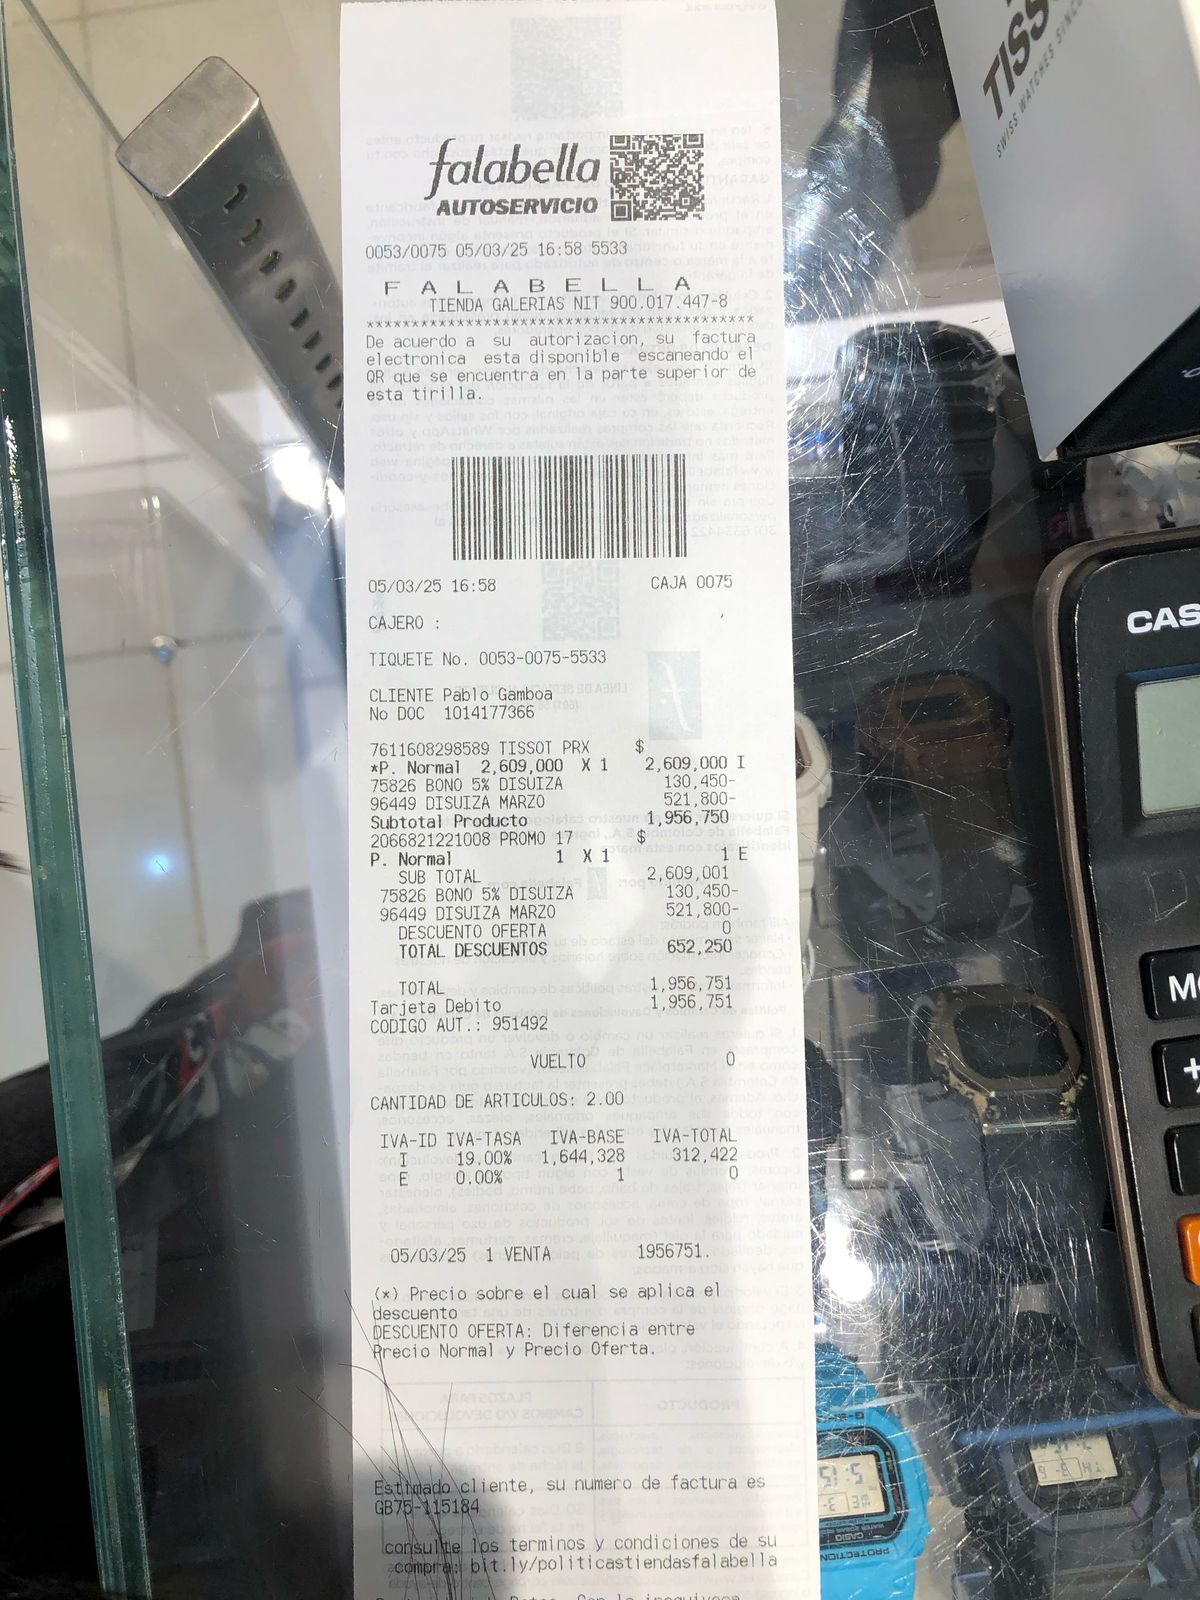 falabella
AUTOSERVICIO
0053/0075 05/03/25 16:58 5533
F A L A B E L L A
TIENDA GALERIAS NIT 900.017.447-8
******************************************
De acuerdo a su autorizacion, su factura
electronica esta disponible escaneando el
QR que se encuentra en la parte superior de
esta tirilla.
05/03/25 16:58 CAJA 0075
CAJERO :
TIQUETE No. 0053-0075-5533
CLIENTE Pablo Gamboa
No DOC 1014177366
7611608298589 TISSOT PRX $
*P. Normal 2,609,000 X 1 2,609,000 I
75826 BONO 5% DISUIZA 130,450-
96449 DISUIZA MARZO 521,800-
Subtotal Producto 1,956,750
2066821221008 PROMO 17 $
P. Normal 1 X 1 1 E
SUB TOTAL 2,609,001
75826 BONO 5% DISUIZA 130,450-
96449 DISUIZA MARZO 521,800-
DESCUENTO OFERTA 0
TOTAL DESCUENTOS 652,250
TOTAL 1,956,751
Tarjeta Debito 1,956,751
CODIGO AUT.: 951492
VUELTO 0
CANTIDAD DE ARTICULOS: 2.00
IVA-ID IVA-TASA IVA-BASE IVA-TOTAL
I 19.00% 1,644,328 312,422
E 0.00% 1 0
05/03/25 1 VENTA 1956751.
(*) Precio sobre el cual se aplica el
descuento
DESCUENTO OFERTA: Diferencia entre
Precio Normal y Precio Oferta.
Estimado cliente, su numero de factura es
GB75-115184
consulte los terminos y condiciones de su
compra: bit.ly/politicastiendasfalabella
TISS
SWISS WATCHES SINCE
CAS
M
CASIO
PROTECTION